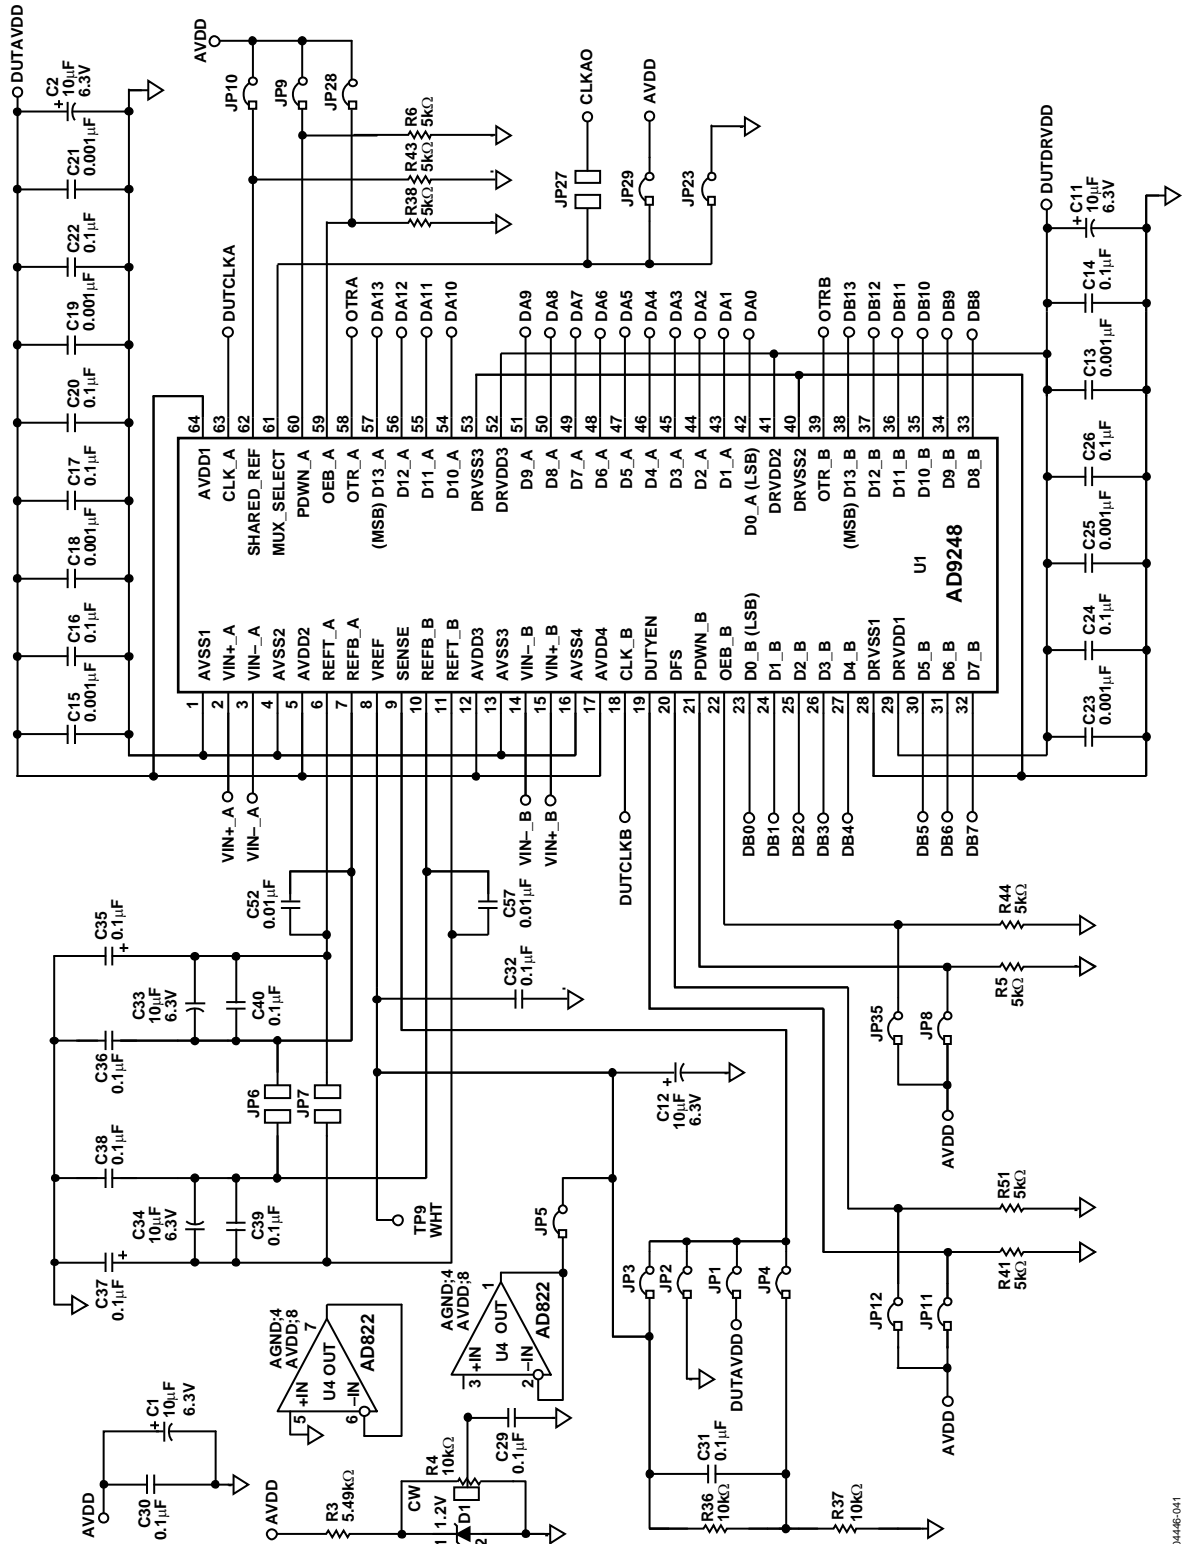 DUTAVDD
C2
10µF
6.3V
C21
0.001µF
C22
0.1µF
C19
0.001µF
C20
0.1µF
C17
0.1µF
C18
0.001µF
C16
0.1µF
C15
0.001µF
AVDD
JP10
JP9
JP28
R6
5kΩ
R43
5kΩ
R38
5kΩ
CLKAO
AVDD
JP27
JP29
JP23
DUTCLKA
OTRA
DA13
DA12
DA11
DA10
DA9
DA8
DA7
DA6
DA5
DA4
DA3
DA2
DA1
DA0
OTRB
DB13
DB12
DB11
DB10
DB9
DB8
DUTDRVDD
C11
10µF
6.3V
C14
0.1µF
C13
0.001µF
C26
0.1µF
C25
0.001µF
C24
0.1µF
C23
0.001µF
64 AVDD1
63 CLK_A
62 SHARED_REF
61 MUX_SELECT
60 PDWN_A
59 OEB_A
58 OTR_A
57 (MSB) D13_A
56 D12_A
55 D11_A
54 D10_A
53 DRVSS3
52 DRVDD3
51 D9_A
50 D8_A
49 D7_A
48 D6_A
47 D5_A
46 D4_A
45 D3_A
44 D2_A
43 D1_A
42 D0_A (LSB)
41 DRVDD2
40 DRVSS2
39 OTR_B
38 (MSB) D13_B
37 D12_B
36 D11_B
35 D10_B
34 D9_B
33 D8_B
U1
AD9248
1 AVSS1
2 VIN+_A
3 VIN–_A
4 AVSS2
5 AVDD2
6 REFT_A
7 REFB_A
8 VREF
9 SENSE
10 REFB_B
11 REFT_B
12 AVDD3
13 AVSS3
14 VIN–_B
15 VIN+_B
16 AVSS4
17 AVDD4
18 CLK_B
19 DUTYEN
20 DFS
21 PDWN_B
22 OEB_B
23 D0_B (LSB)
24 D1_B
25 D2_B
26 D3_B
27 D4_B
28 DRVSS1
29 DRVDD1
30 D5_B
31 D6_B
32 D7_B
VIN+_A
VIN–_A
VIN–_B
VIN+_B
DUTCLKB
DB0
DB1
DB2
DB3
DB4
DB5
DB6
DB7
C52
0.01µF
C57
0.01µF
C35
0.1µF
C33
10µF
6.3V
C40
0.1µF
C36
0.1µF
JP6
JP7
C38
0.1µF
C34
10µF
6.3V
C39
0.1µF
C37
0.1µF
C32
0.1µF
TP9
WHT
C12
10µF
6.3V
JP5
JP35
JP8
R44
5kΩ
R5
5kΩ
AVDD
JP12
JP11
R51
5kΩ
R41
5kΩ
AVDD
JP3
JP2
JP1
JP4
DUTAVDD
C31
0.1µF
R36
10kΩ
R37
10kΩ
AGND;4
AVDD;8
1
3 +IN
U4 OUT
2 –IN
AD822
AGND;4
AVDD;8
7
5 +IN
U4 OUT
6 –IN
AD822
AVDD
C1
10µF
6.3V
C30
0.1µF
AVDD
R3
5.49kΩ
CW
R4
10kΩ
C29
0.1µF
1 1.2V
D1
2
04446-041